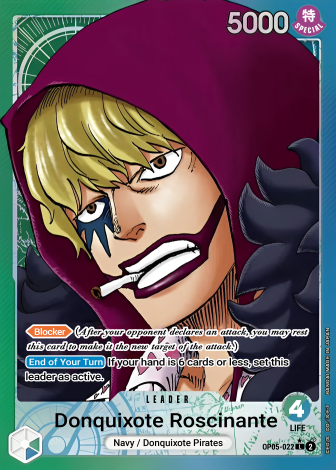 5000 特
SPECIAL
Blocker (After your opponent declares an attack, you may rest
this card to make it the new target of the attack.)
End of Your Turn If your hand is 6 cards or less, set this
leader as active.
LEADER
Donquixote Roscinante
4
LIFE
Navy / Donquixote Pirates
OP05-022 L 2